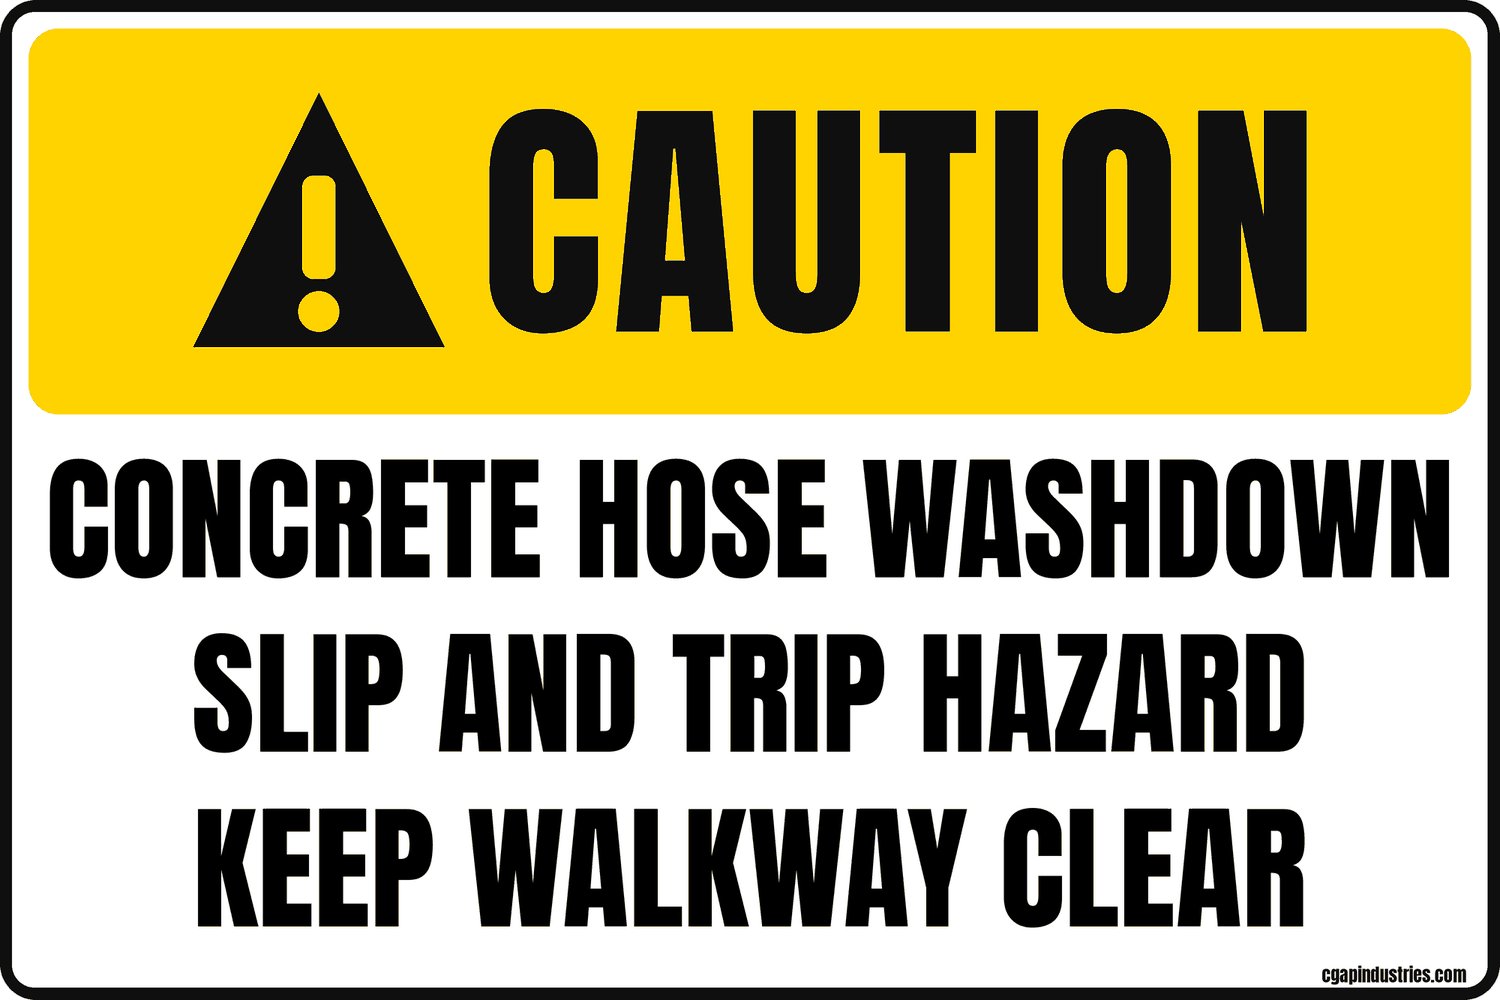 CAUTION
CONCRETE HOSE WASHDOWN
SLIP AND TRIP HAZARD
KEEP WALKWAY CLEAR
cgapindustries.com